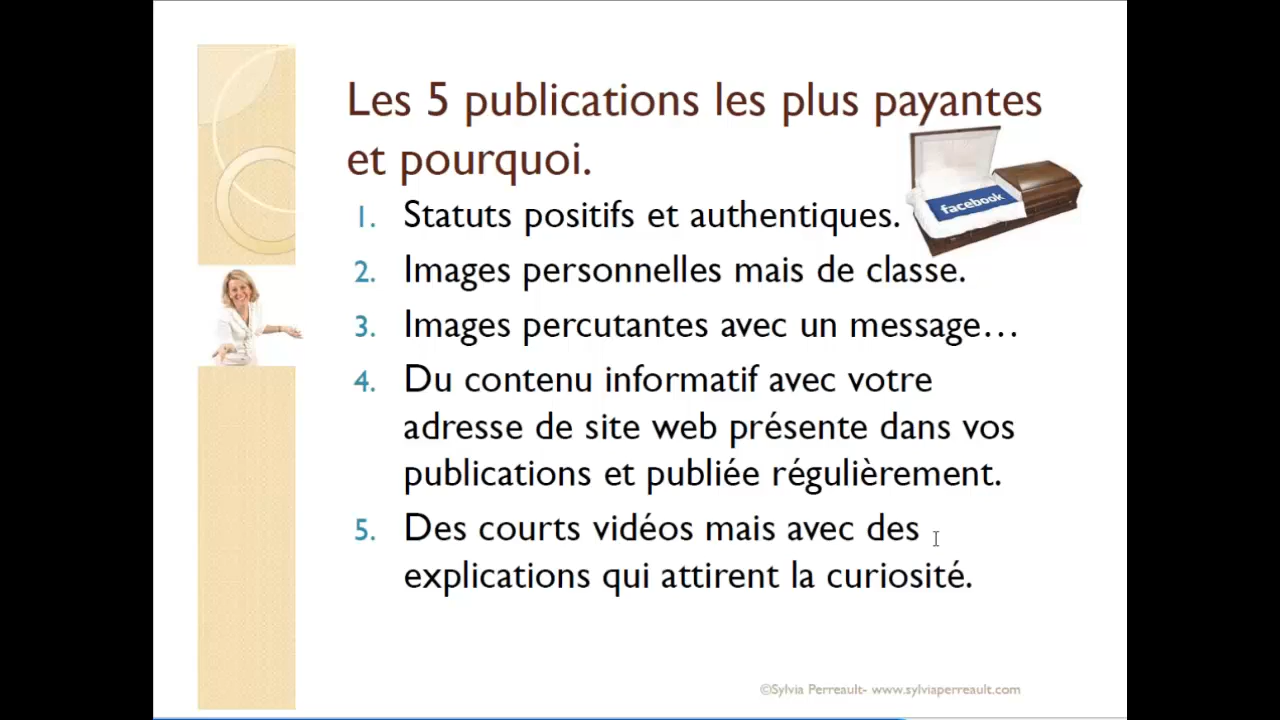 Les 5 publications les plus payantes
et pourquoi.
facebook
1. Statuts positifs et authentiques.
2. Images personnelles mais de classe.
3. Images percutantes avec un message…
4. Du contenu informatif avec votre
adresse de site web présente dans vos
publications et publiée régulièrement.
5. Des courts vidéos mais avec des
explications qui attirent la curiosité.
©Sylvia Perreault- www.sylviaperreault.com